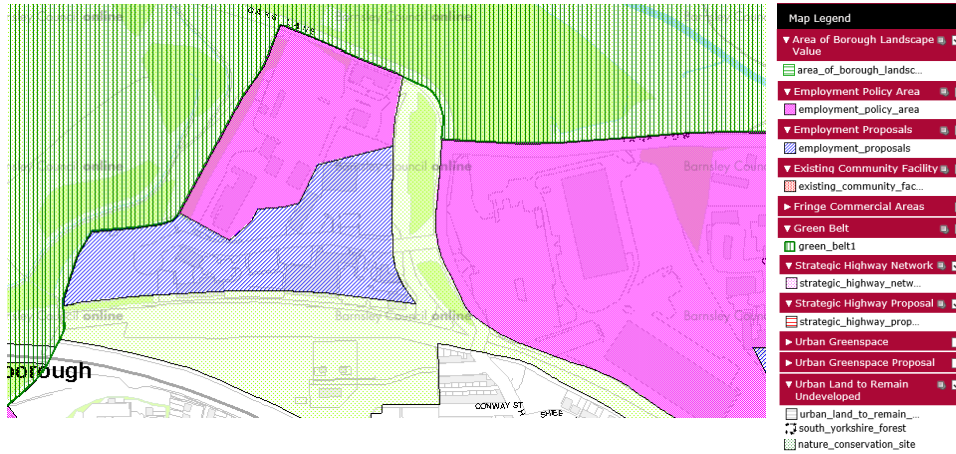 Barnsley Council online
Map Legend
Area of Borough Landscape
Value
area_of_borough_landsc...
Employment Policy Area
employment_policy_area
Employment Proposals
employment_proposals
Existing Community Facility
existing_community_fac...
Fringe Commercial Areas
Green Belt
green_belt1
Strategic Highway Network
strategic_highway_netw...
Strategic Highway Proposal
strategic_highway_prop...
Urban Greenspace
Urban Greenspace Proposal
Urban Land to Remain
Undeveloped
urban_land_to_remain_...
south_yorkshire_forest
nature_conservation_site
Barnsley Council online
Barnsley Council online
Barnsley Council online
borough
CONWAY ST